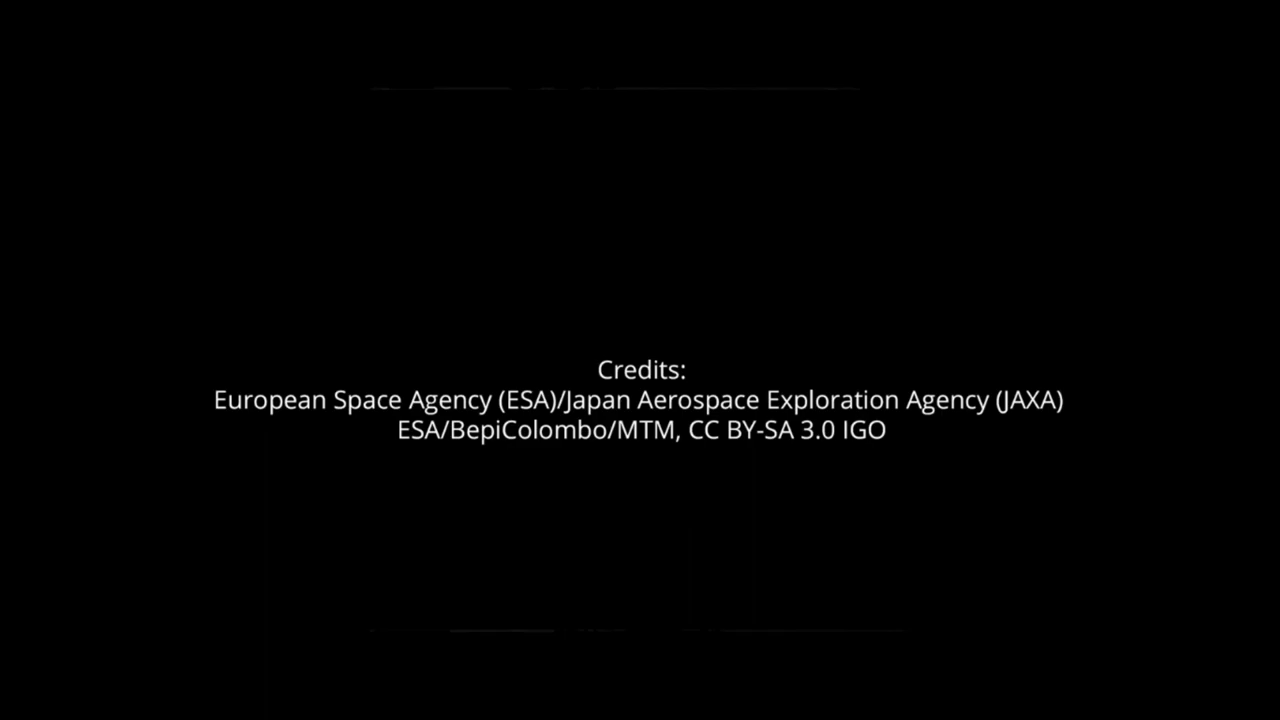 Credits:
European Space Agency (ESA)/Japan Aerospace Exploration Agency (JAXA)
ESA/BepiColombo/MTM, CC BY-SA 3.0 IGO